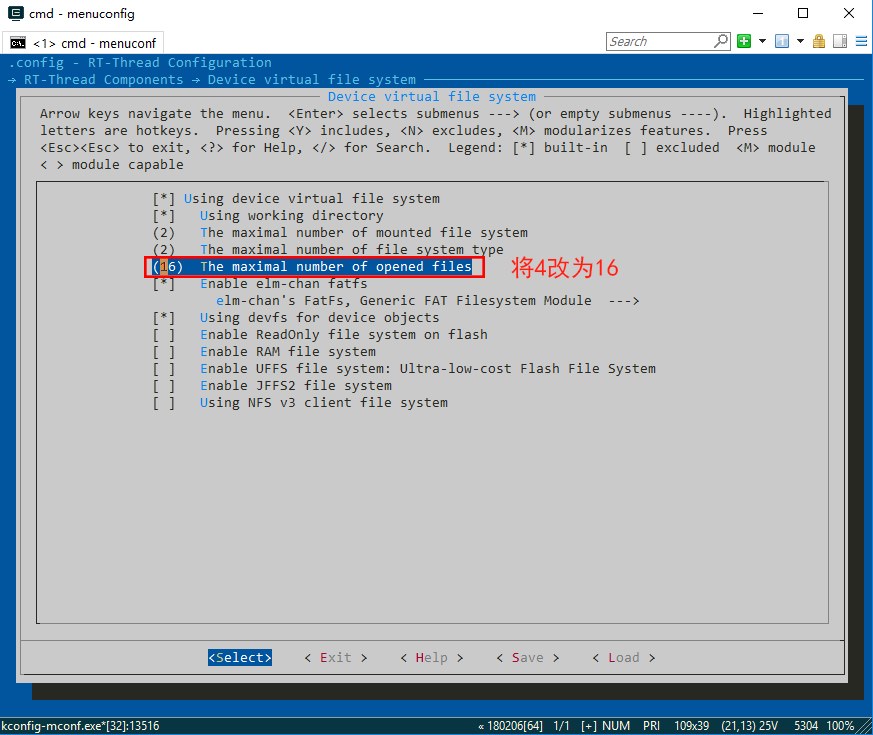 cmd - menuconfig
<1> cmd - menuconf
Search
.config - RT-Thread Configuration
→ RT-Thread Components → Device virtual file system
Device virtual file system
Arrow keys navigate the menu.  <Enter> selects submenus ---> (or empty submenus ----).  Highlighted
letters are hotkeys.  Pressing <Y> includes, <N> excludes, <M> modularizes features.  Press
<Esc><Esc> to exit, <?> for Help, </> for Search.  Legend: [*] built-in  [ ] excluded  <M> module
< > module capable
[*] Using device virtual file system
[*]   Using working directory
(2)   The maximal number of mounted file system
(2)   The maximal number of file system type
(16)  The maximal number of opened files 将4改为16
[*]   Enable elm-chan fatfs
elm-chan's FatFs, Generic FAT Filesystem Module  --->
[*]   Using devfs for device objects
[ ]   Enable ReadOnly file system on flash
[ ]   Enable RAM file system
[ ]   Enable UFFS file system: Ultra-low-cost Flash File System
[ ]   Enable JFFS2 file system
[ ]   Using NFS v3 client file system
<Select>    < Exit >    < Help >    < Save >    < Load >
kconfig-mconf.exe*[32]:13516 « 180206[64] 1/1 [+] NUM PRI 109x39 (21,13) 25V 5304 100%